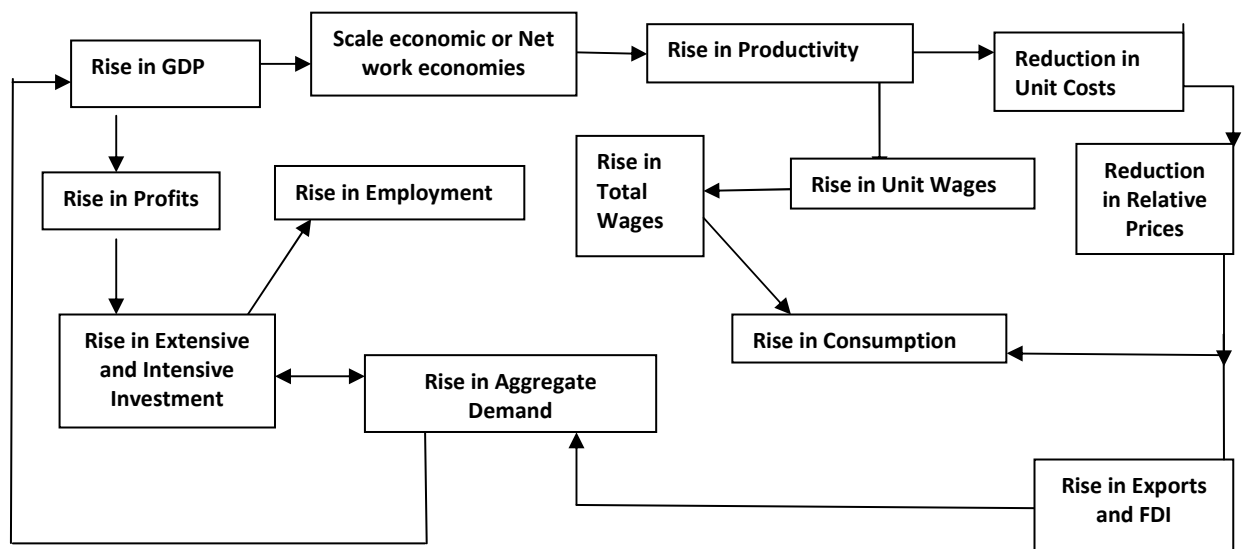 Rise in GDP
Scale economic or Net
work economies
Rise in Productivity
Reduction in
Unit Costs
Rise in Profits
Rise in Employment
Rise in
Total
Wages
Rise in Unit Wages
Reduction
in Relative
Prices
Rise in Extensive
and Intensive
Investment
Rise in Aggregate
Demand
Rise in Consumption
Rise in Exports
and FDI